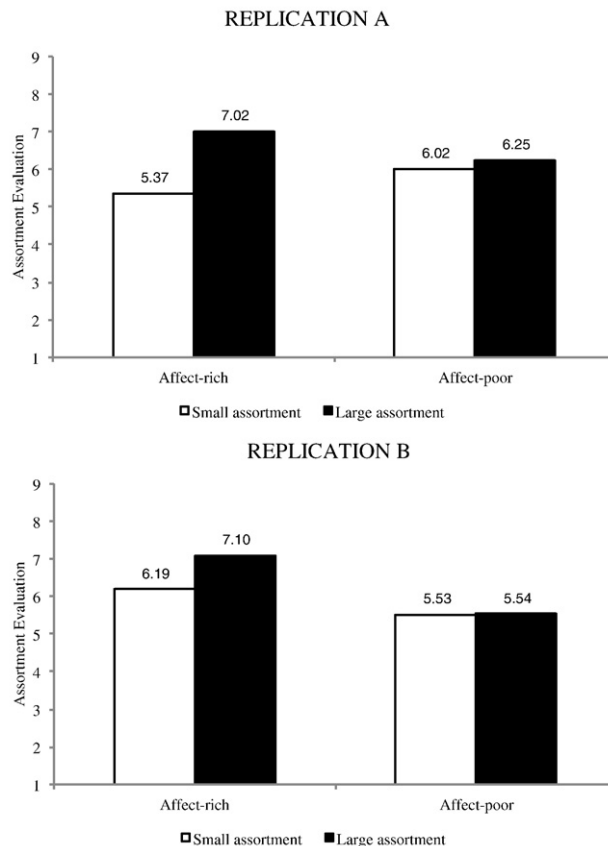 REPLICATION A
9
8
7
6
5
4
3
2
1
Assortment Evaluation
5.37
7.02
6.02
6.25
Affect-rich
Affect-poor
Small assortment
Large assortment
REPLICATION B
9
8
7
6
5
4
3
2
1
Assortment Evaluation
6.19
7.10
5.53
5.54
Affect-rich
Affect-poor
Small assortment
Large assortment